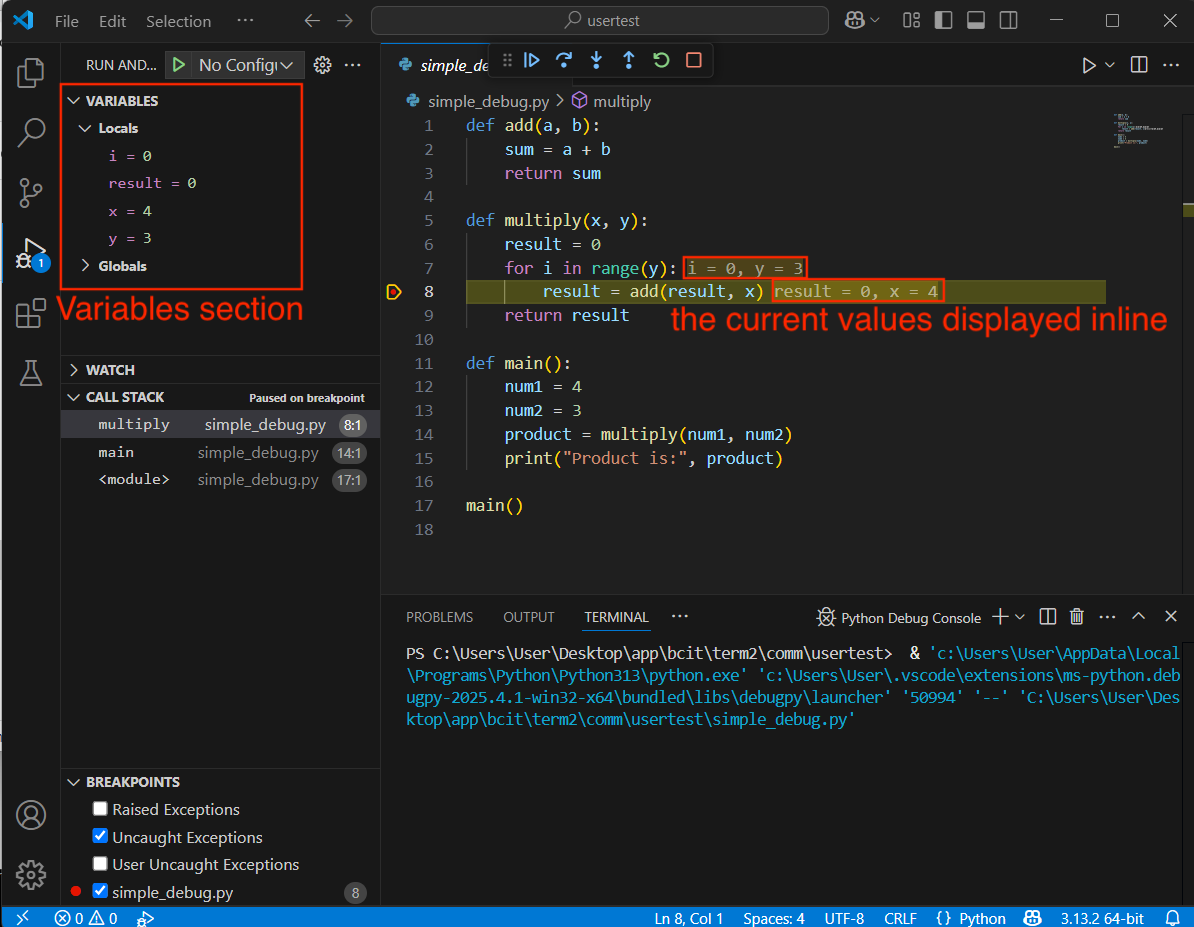 File Edit Selection ··· usertest
RUN AND... No Config ···
VARIABLES
Locals
i = 0
result = 0
x = 4
y = 3
Globals
Variables section
WATCH
CALL STACK Paused on breakpoint
multiply simple_debug.py 8:1
main simple_debug.py 14:1
<module> simple_debug.py 17:1
BREAKPOINTS
Raised Exceptions
Uncaught Exceptions
User Uncaught Exceptions
simple_debug.py 8
1
simple_de
simple_debug.py > multiply
1 def add(a, b):
2 sum = a + b
3 return sum
4
5 def multiply(x, y):
6 result = 0
7 for i in range(y): i = 0, y = 3
8 result = add(result, x) result = 0, x = 4
9 return result
the current values displayed inline
10
11 def main():
12 num1 = 4
13 num2 = 3
14 product = multiply(num1, num2)
15 print("Product is:", product)
16
17 main()
18
PROBLEMS OUTPUT TERMINAL ··· Python Debug Console ···
PS C:\Users\User\Desktop\app\bcit\term2\comm\usertest> & 'c:\Users\User\AppData\Local
\Programs\Python\Python313\python.exe' 'c:\Users\User\.vscode\extensions\ms-python.deb
ugpy-2025.4.1-win32-x64\bundled\libs\debugpy\launcher' '50994' '--' 'C:\Users\User\Des
ktop\app\bcit\term2\comm\usertest\simple_debug.py'
0 0 Ln 8, Col 1 Spaces: 4 UTF-8 CRLF {} Python 3.13.2 64-bit